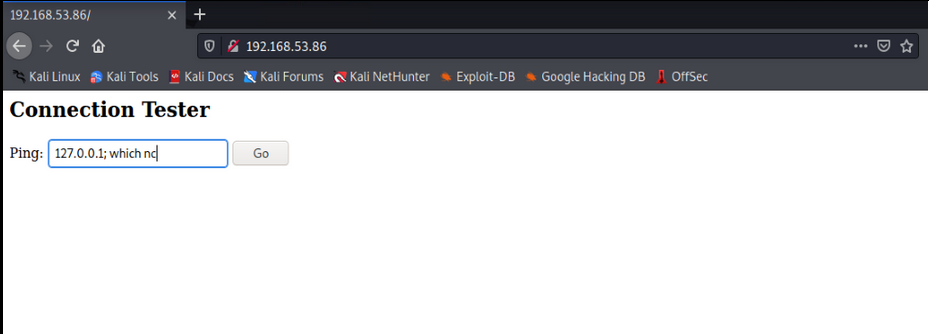 192.168.53.86/
192.168.53.86
Kali Linux Kali Tools Kali Docs Kali Forums Kali NetHunter Exploit-DB Google Hacking DB OffSec
Connection Tester
Ping: 127.0.0.1; which nc Go